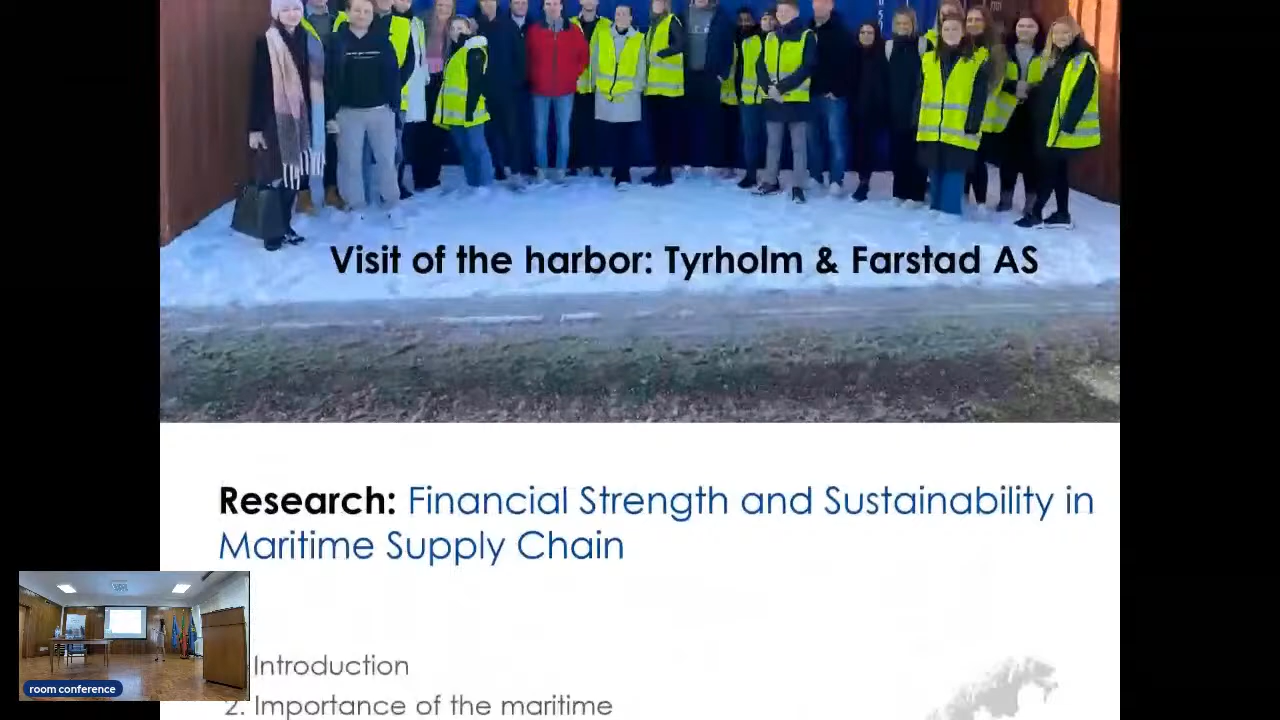 Visit of the harbor: Tyrholm & Farstad AS
Research: Financial Strength and Sustainability in
Maritime Supply Chain
Introduction
2. Importance of the maritime
room conference